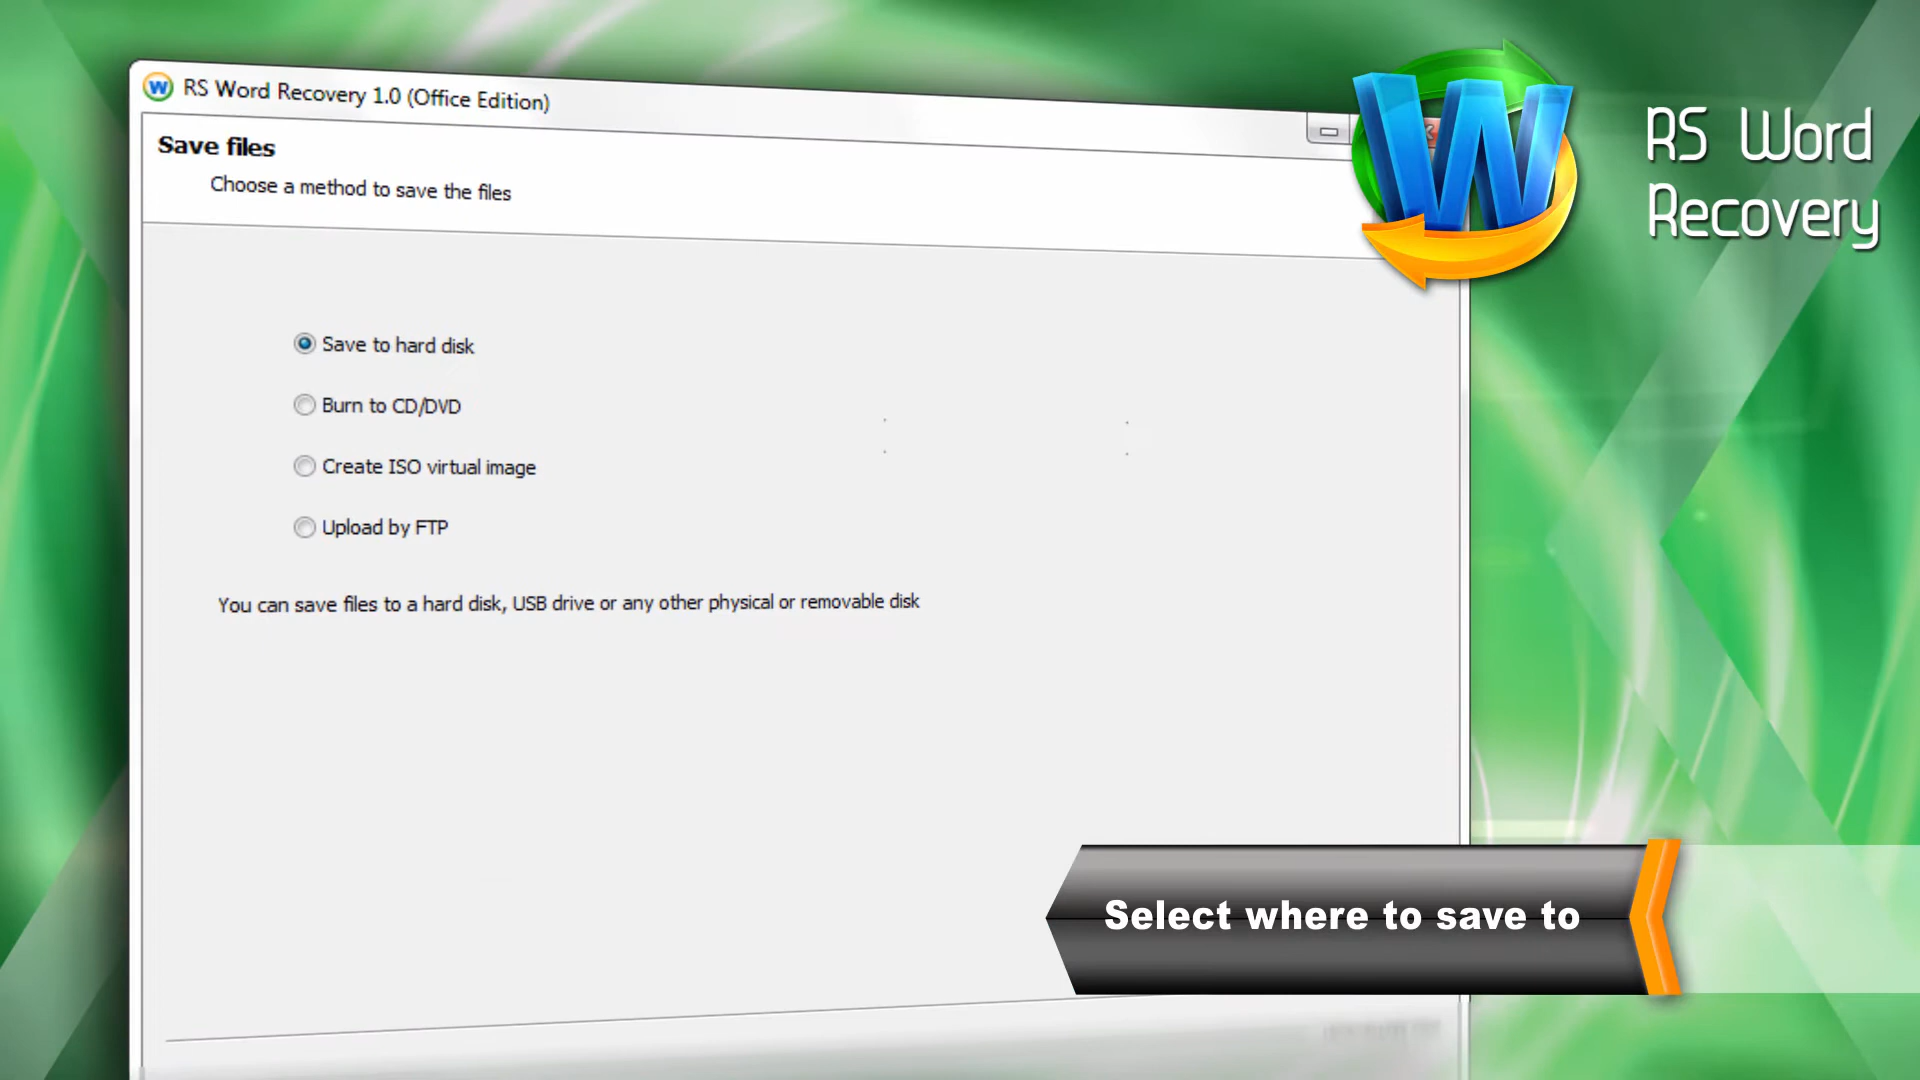 RS Word Recovery 1.0 (Office Edition)
Save files
Choose a method to save the files
Save to hard disk
Burn to CD/DVD
Create ISO virtual image
Upload by FTP
You can save files to a hard disk, USB drive or any other physical or removable disk
RS Word
Recovery
Select where to save to